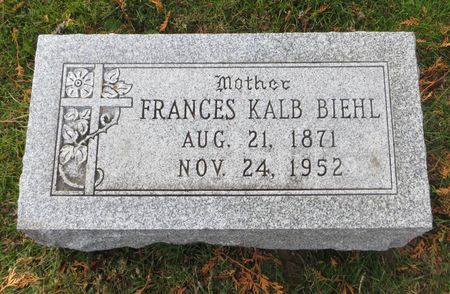 Mother
FRANCES KALB BIEHL
AUG. 21, 1871
NOV. 24, 1952